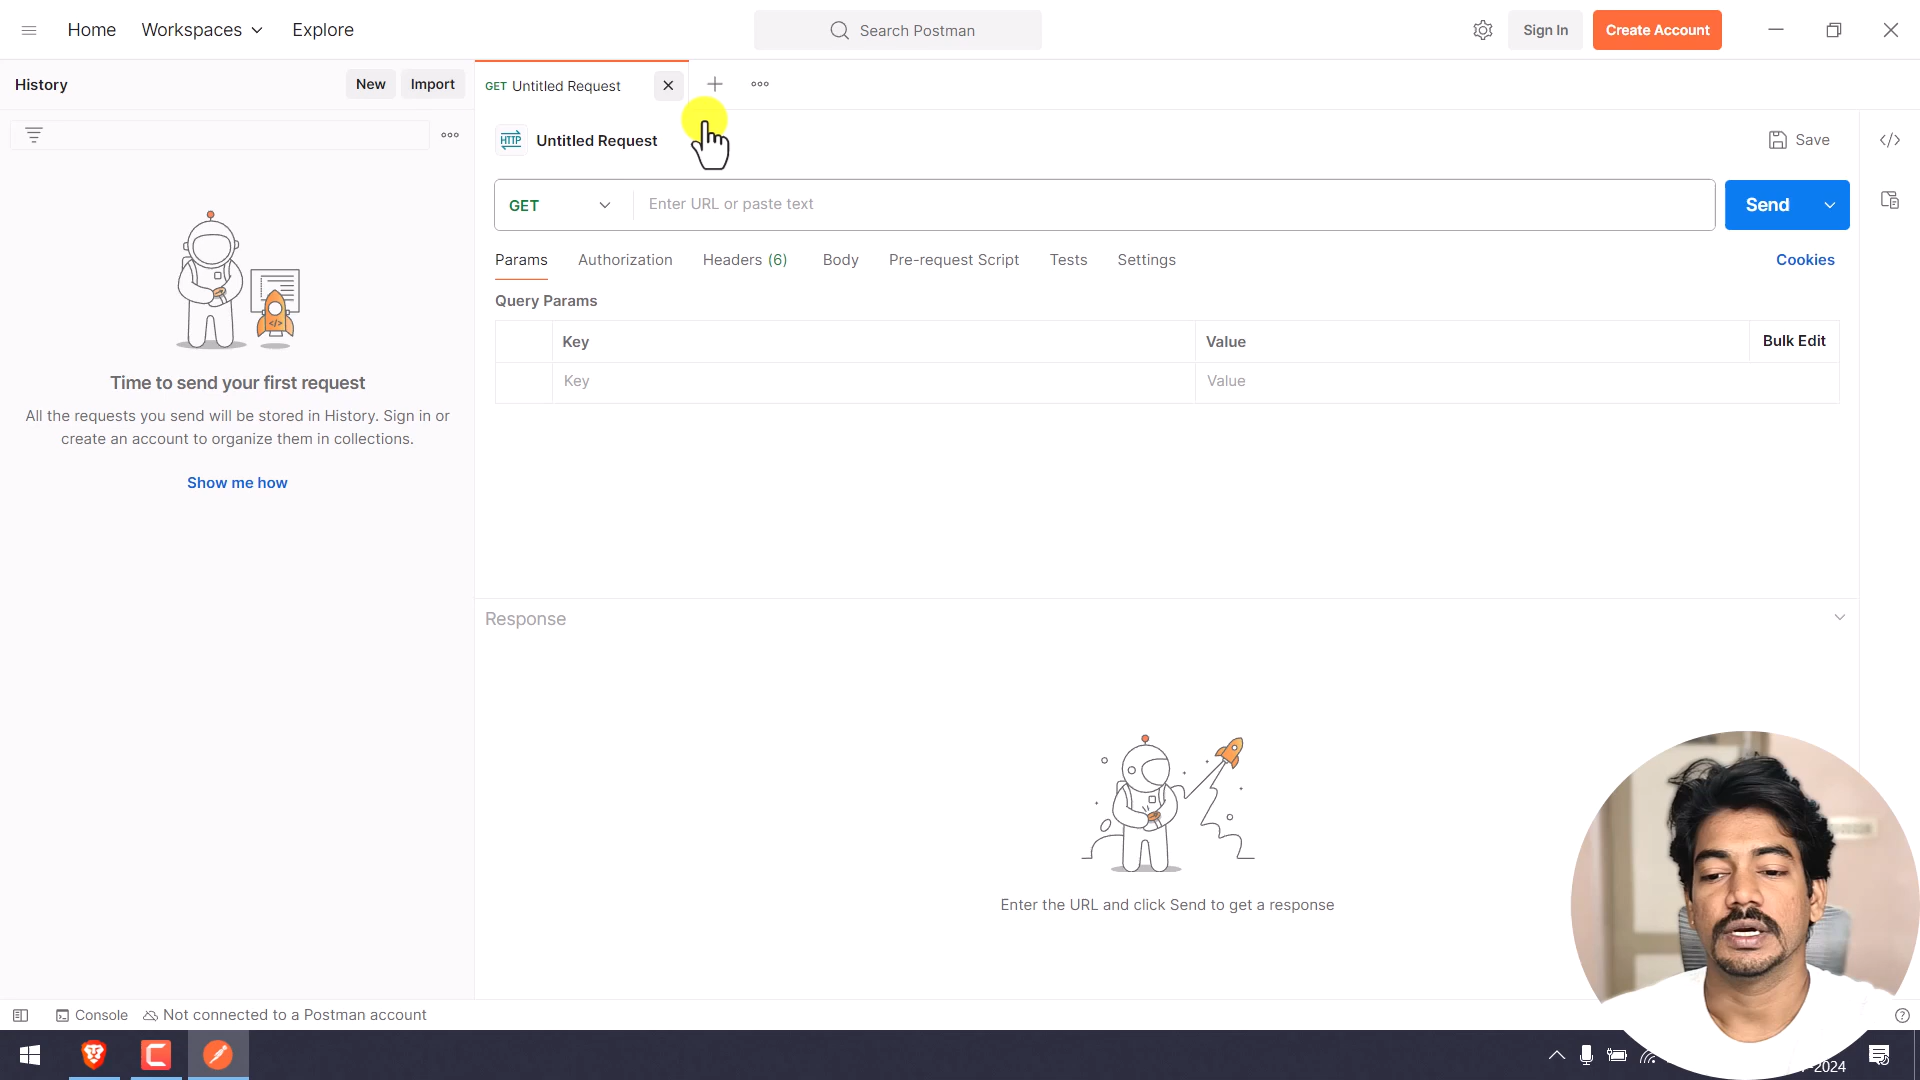 Home Workspaces Explore
Search Postman
Sign In Create Account
History New Import
GET Untitled Request
HTTP Untitled Request
Save </>
GET Enter URL or paste text Send
Params Authorization Headers (6) Body Pre-request Script Tests Settings Cookies
Query Params
Key Value Bulk Edit
Key Value
</>
Time to send your first request
All the requests you send will be stored in History. Sign in or
create an account to organize them in collections.
Show me how
Response
Enter the URL and click Send to get a response
Console Not connected to a Postman account
-2024